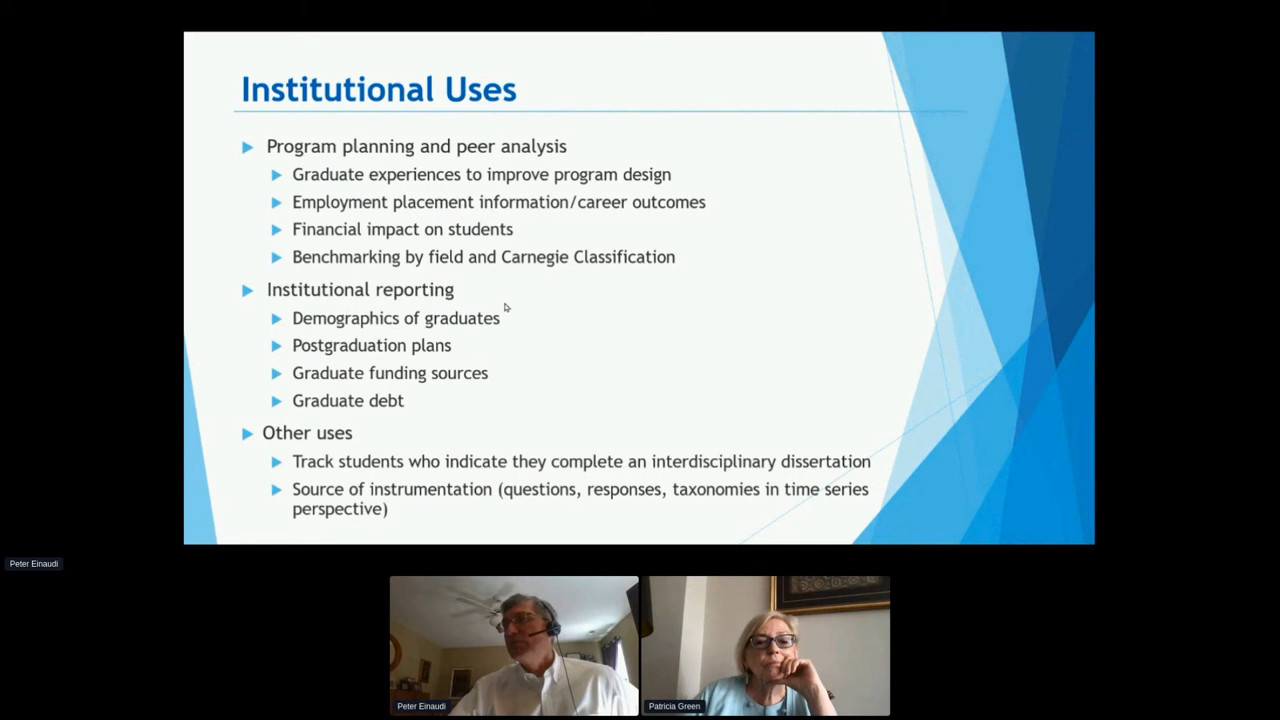 Institutional Uses
Program planning and peer analysis
Graduate experiences to improve program design
Employment placement information/career outcomes
Financial impact on students
Benchmarking by field and Carnegie Classification
Institutional reporting
Demographics of graduates
Postgraduation plans
Graduate funding sources
Graduate debt
Other uses
Track students who indicate they complete an interdisciplinary dissertation
Source of instrumentation (questions, responses, taxonomies in time series
perspective)
Peter Einaudi
Peter Einaudi
Patricia Green